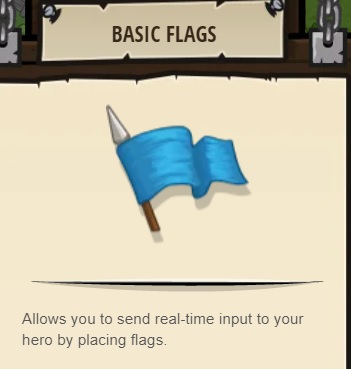 BASIC FLAGS
Allows you to send real-time input to your
hero by placing flags.